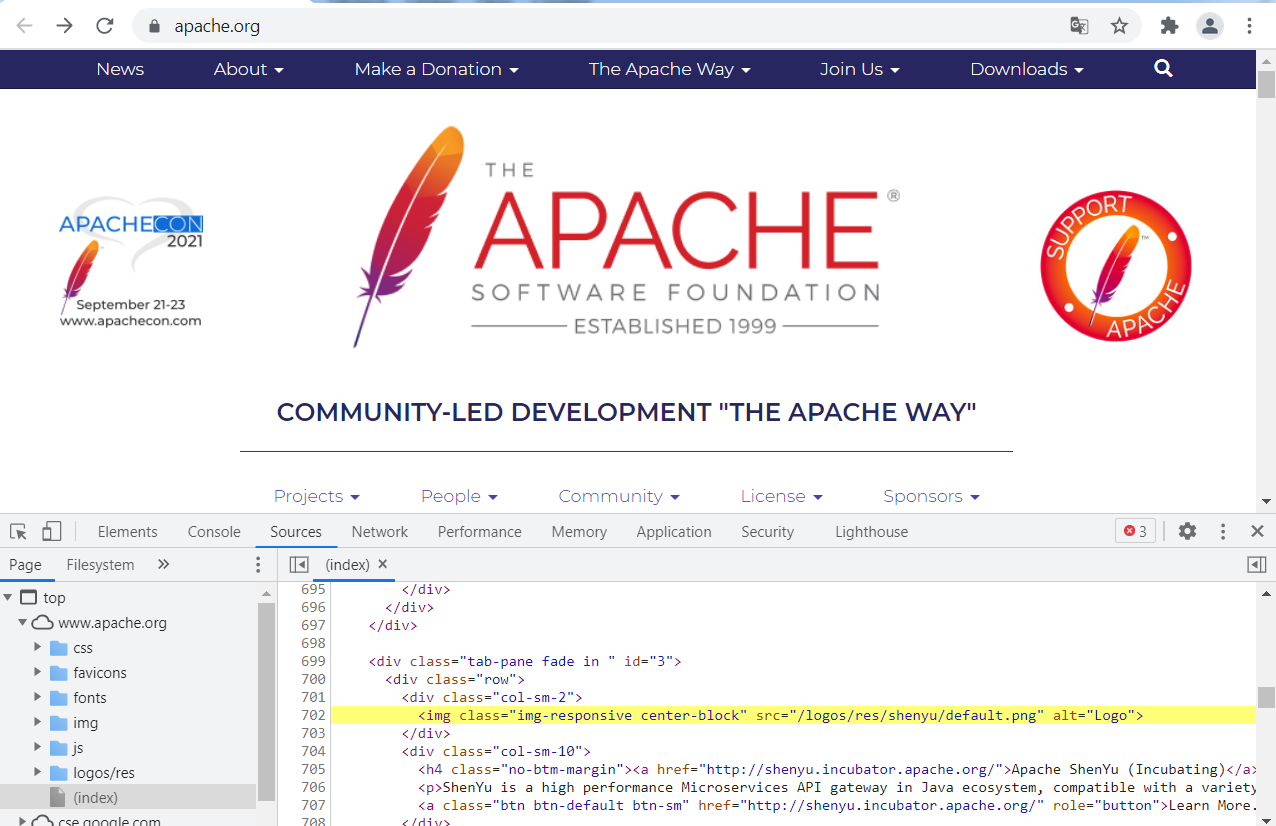 apache.org
News About Make a Donation The Apache Way Join Us Downloads
THE
APACHE®
SOFTWARE FOUNDATION
ESTABLISHED 1999
APACHECON
2021
September 21-23
www.apachecon.com
SUPPORT
APACHE
™
COMMUNITY-LED DEVELOPMENT "THE APACHE WAY"
Projects People Community License Sponsors
Elements Console Sources Network Performance Memory Application Security Lighthouse 3
Page Filesystem » (index) ×
top
www.apache.org
css
favicons
fonts
img
js
logos/res
(index)
cse.google.com
695 </div>
696 </div>
697 </div>
698
699 <div class="tab-pane fade in " id="3">
700 <div class="row">
701 <div class="col-sm-2">
702 <img class="img-responsive center-block" src="/logos/res/shenyu/default.png" alt="Logo">
703 </div>
704 <div class="col-sm-10">
705 <h4 class="no-btm-margin"><a href="http://shenyu.incubator.apache.org/">Apache ShenYu (Incubating)</a>
706 <p>ShenYu is a high performance Microservices API gateway in Java ecosystem, compatible with a variety
707 <a class="btn btn-default btn-sm" href="http://shenyu.incubator.apache.org/" role="button">Learn More.
708 </div>